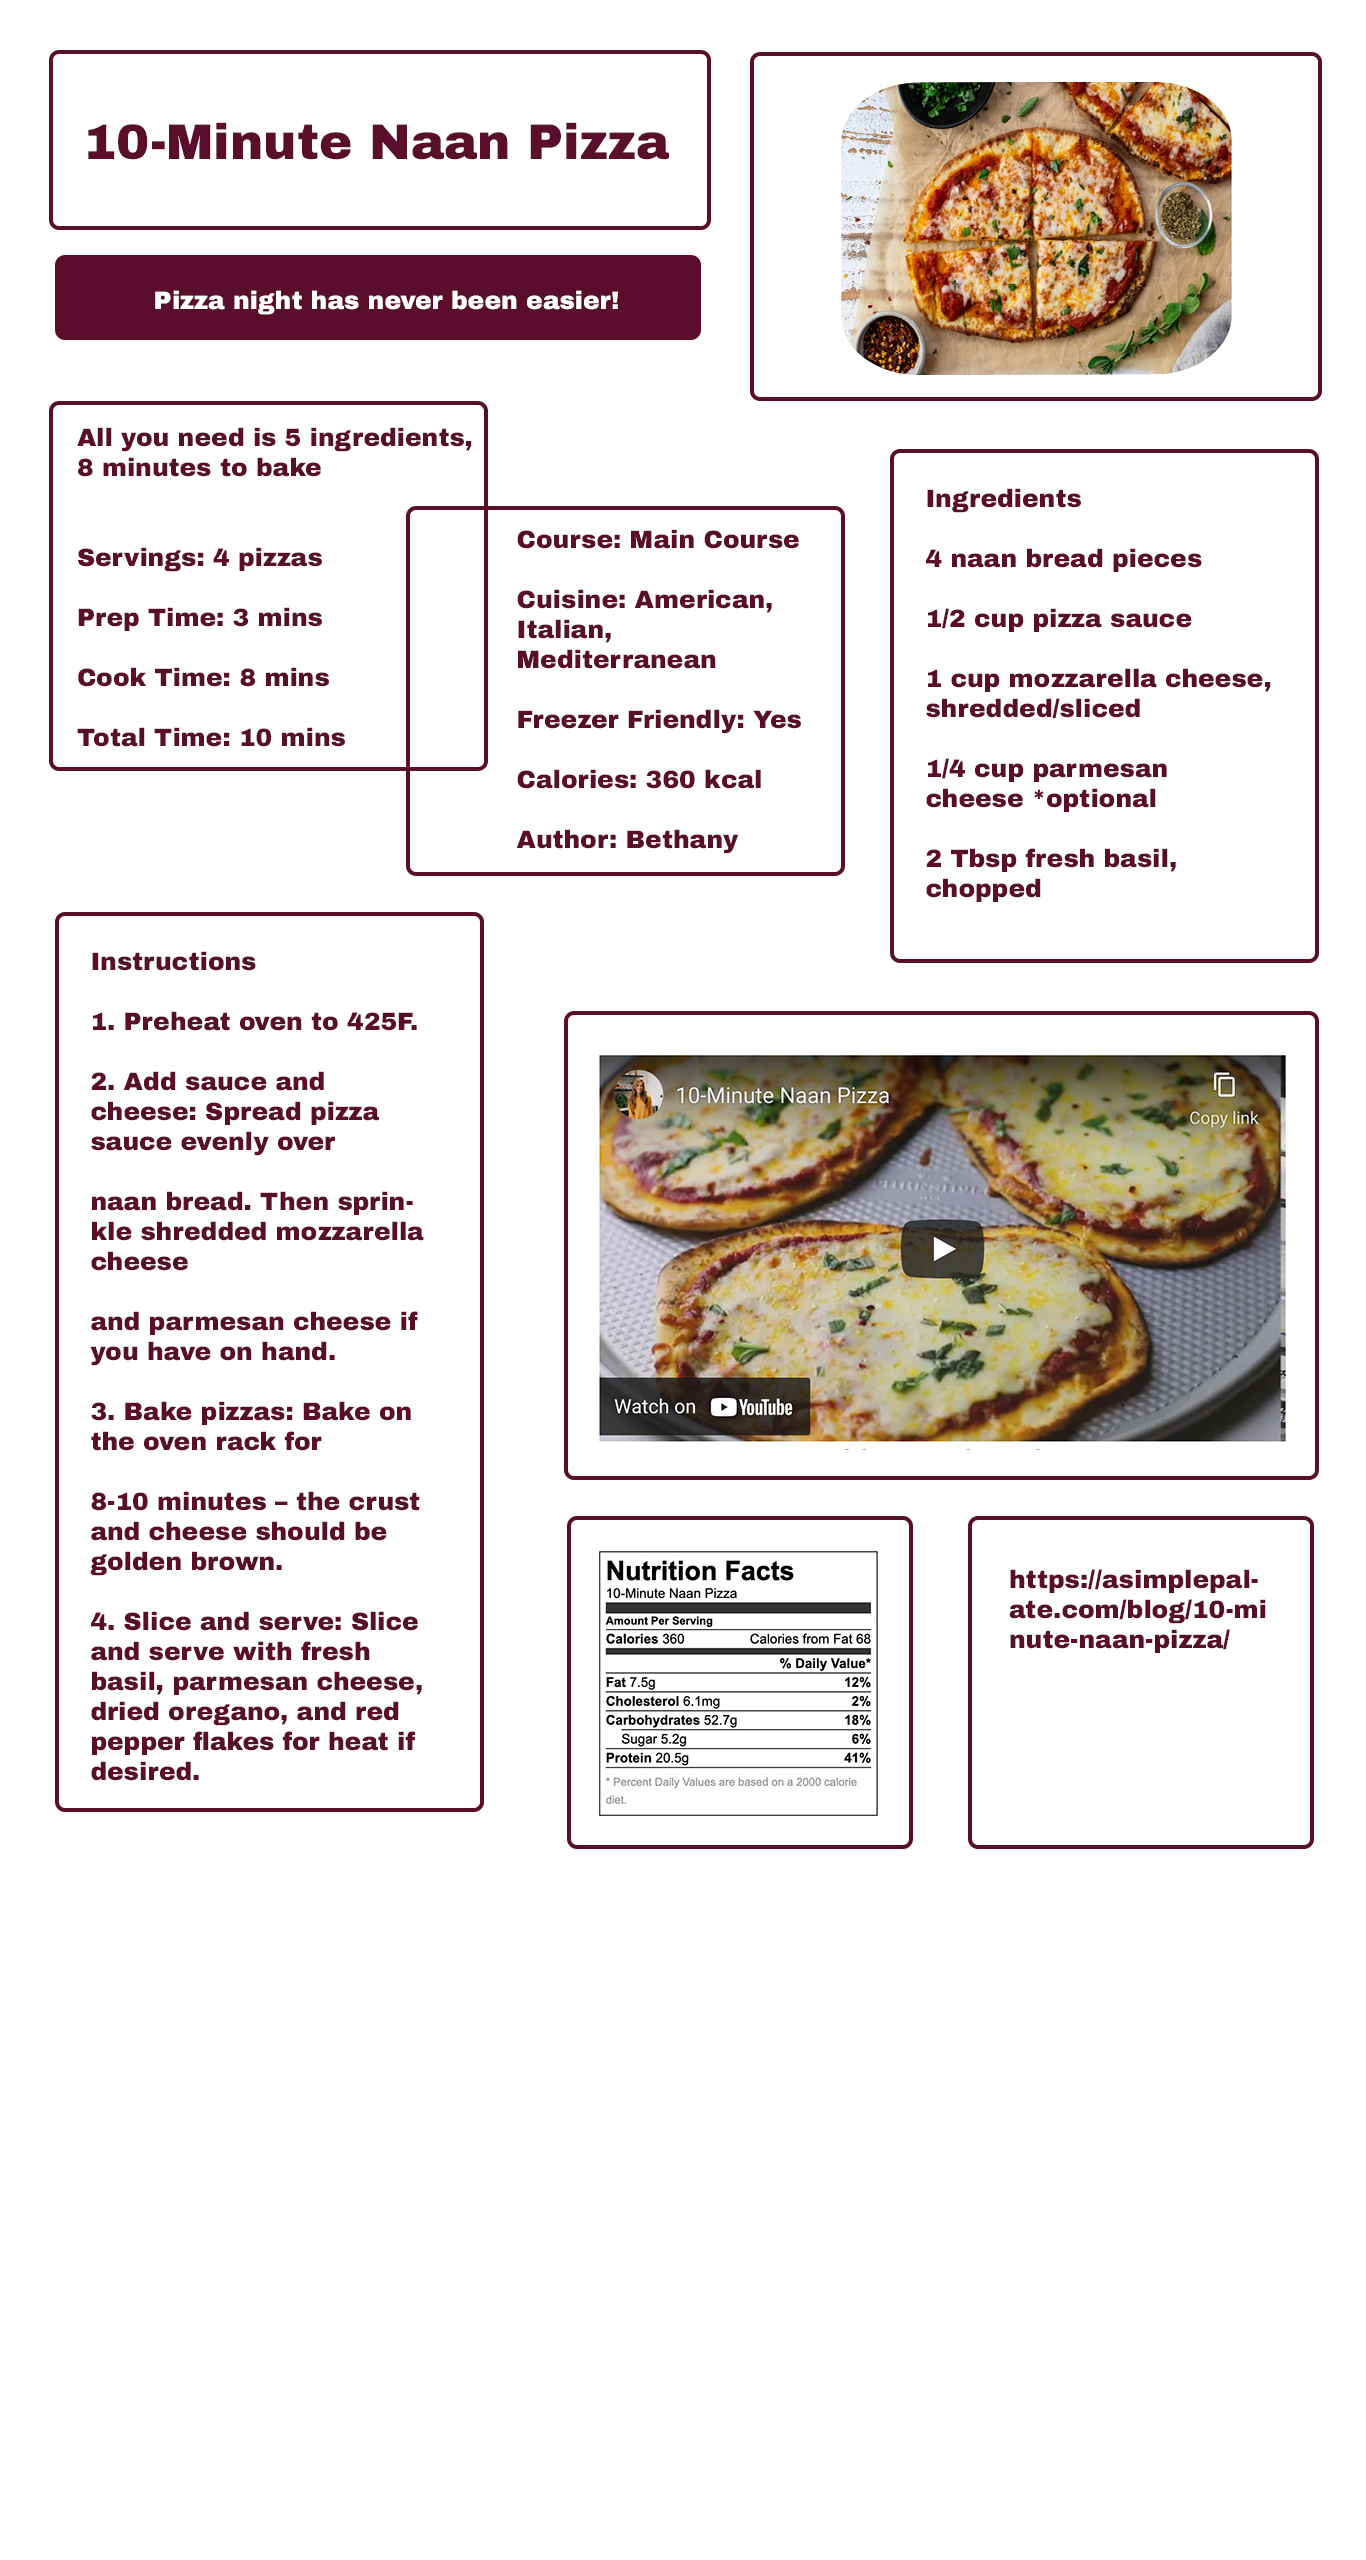 10-Minute Naan Pizza
Pizza night has never been easier!
All you need is 5 ingredients,
8 minutes to bake
Servings: 4 pizzas
Prep Time: 3 mins
Cook Time: 8 mins
Total Time: 10 mins
Course: Main Course
Cuisine: American,
Italian,
Mediterranean
Freezer Friendly: Yes
Calories: 360 kcal
Author: Bethany
Ingredients
4 naan bread pieces
1/2 cup pizza sauce
1 cup mozzarella cheese,
shredded/sliced
1/4 cup parmesan
cheese *optional
2 Tbsp fresh basil,
chopped
Instructions
1. Preheat oven to 425F.
2. Add sauce and
cheese: Spread pizza
sauce evenly over
naan bread. Then sprin-
kle shredded mozzarella
cheese
and parmesan cheese if
you have on hand.
3. Bake pizzas: Bake on
the oven rack for
8-10 minutes – the crust
and cheese should be
golden brown.
4. Slice and serve: Slice
and serve with fresh
basil, parmesan cheese,
dried oregano, and red
pepper flakes for heat if
desired.
10-Minute Naan Pizza
Copy link
Watch on YouTube
Nutrition Facts
10-Minute Naan Pizza
Amount Per Serving
Calories 360 Calories from Fat 68
% Daily Value*
Fat 7.5g 12%
Cholesterol 6.1mg 2%
Carbohydrates 52.7g 18%
Sugar 5.2g 6%
Protein 20.5g 41%
* Percent Daily Values are based on a 2000 calorie
diet.
https://asimplepal-
ate.com/blog/10-mi
nute-naan-pizza/